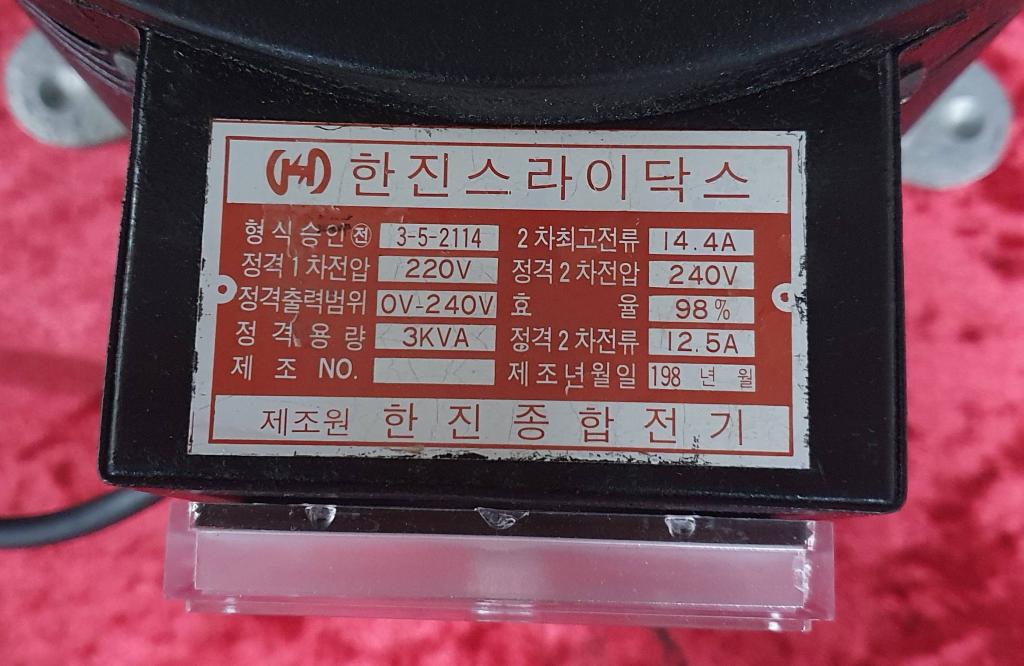 HS 한진스라이닥스
형식승인 전 3-5-2114 2차최고전류 14.4A
정격1차전압 220V 정격2차전압 240V
정격출력범위 0V-240V 효 율 98%
정격용량 3KVA 정격2차전류 12.5A
제조 NO. 제조년월일 198 년 월
제조원 한진종합전기